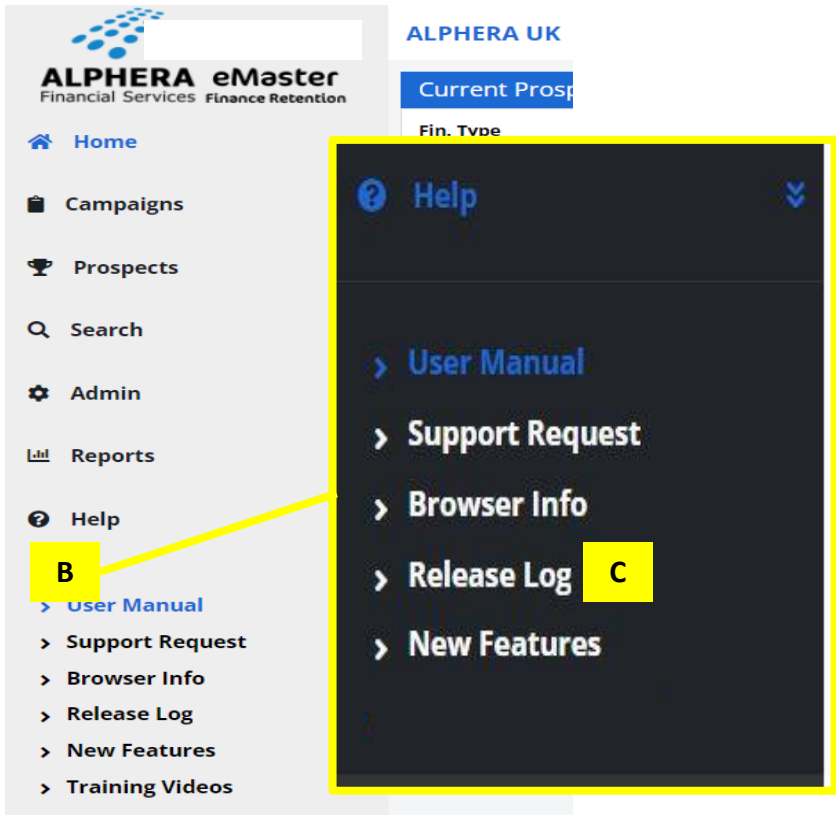 ALPHERA eMaster
Financial Services Finance Retention
Home
Campaigns
Prospects
Search
Admin
Reports
Help
B
User Manual
Support Request
Browser Info
Release Log
New Features
Training Videos
ALPHERA UK
Current Prosp
Fin. Type
Help
User Manual
Support Request
Browser Info
Release Log C
New Features